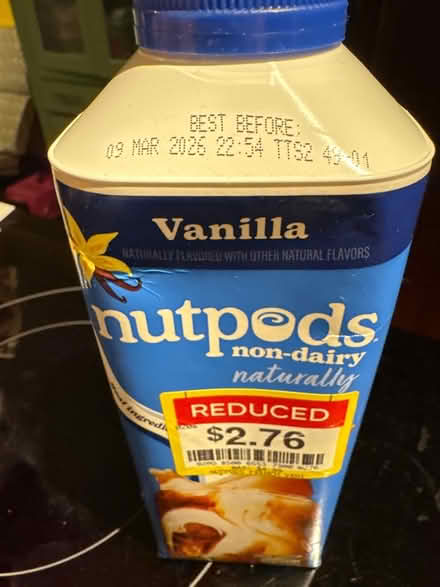 BEST BEFORE:
09 MAR 2026 22:54 TTS2 49-01
Vanilla
NATURALLY FLAVORED WITH OTHER NATURAL FLAVORS
nutpods
non-dairy
naturally
REDUCED
$2.76